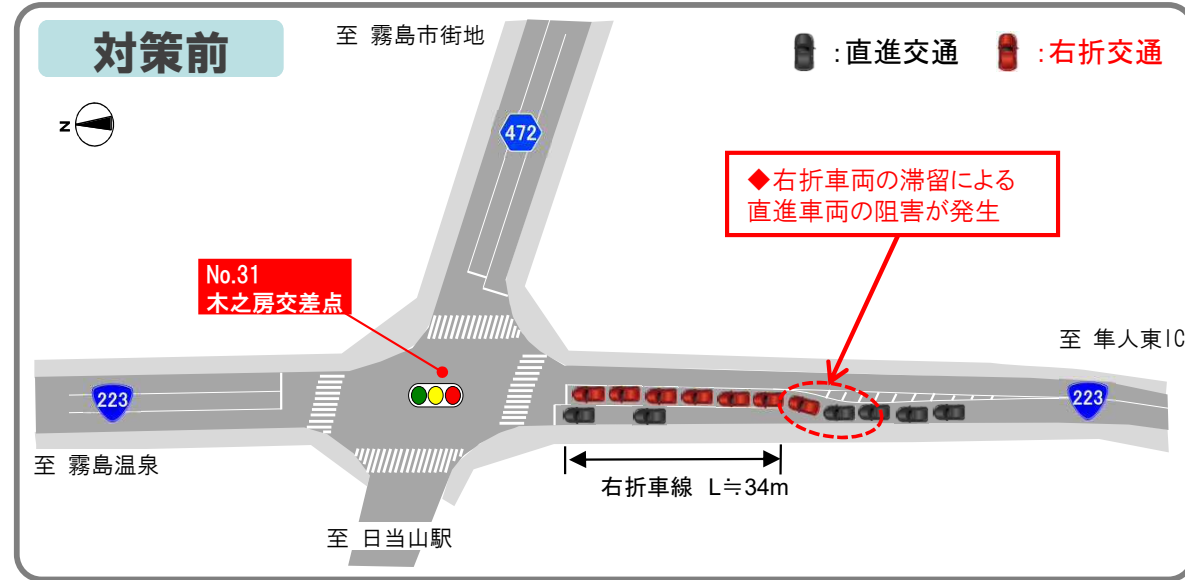 対策前
至 霧島市街地
:直進交通
:右折交通
N
472
◆右折車両の滞留による
直進車両の阻害が発生
No.31
木之房交差点
至 隼人東IC
223
223
至 霧島温泉
右折車線 L≒34m
至 日当山駅